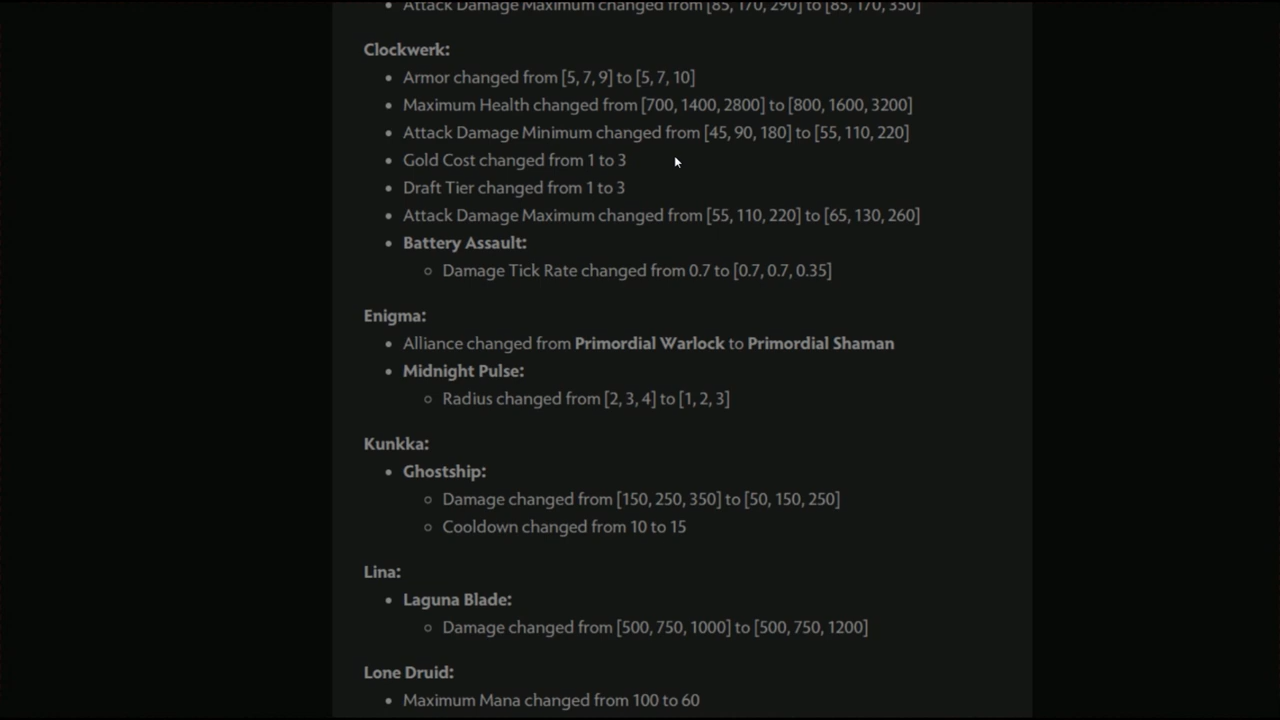 Attack Damage Maximum changed from [85, 170, 290] to [85, 170, 350]
Clockwerk:
Armor changed from [5, 7, 9] to [5, 7, 10]
Maximum Health changed from [700, 1400, 2800] to [800, 1600, 3200]
Attack Damage Minimum changed from [45, 90, 180] to [55, 110, 220]
Gold Cost changed from 1 to 3
Draft Tier changed from 1 to 3
Attack Damage Maximum changed from [55, 110, 220] to [65, 130, 260]
Battery Assault:
Damage Tick Rate changed from 0.7 to [0.7, 0.7, 0.35]
Enigma:
Alliance changed from Primordial Warlock to Primordial Shaman
Midnight Pulse:
Radius changed from [2, 3, 4] to [1, 2, 3]
Kunkka:
Ghostship:
Damage changed from [150, 250, 350] to [50, 150, 250]
Cooldown changed from 10 to 15
Lina:
Laguna Blade:
Damage changed from [500, 750, 1000] to [500, 750, 1200]
Lone Druid:
Maximum Mana changed from 100 to 60